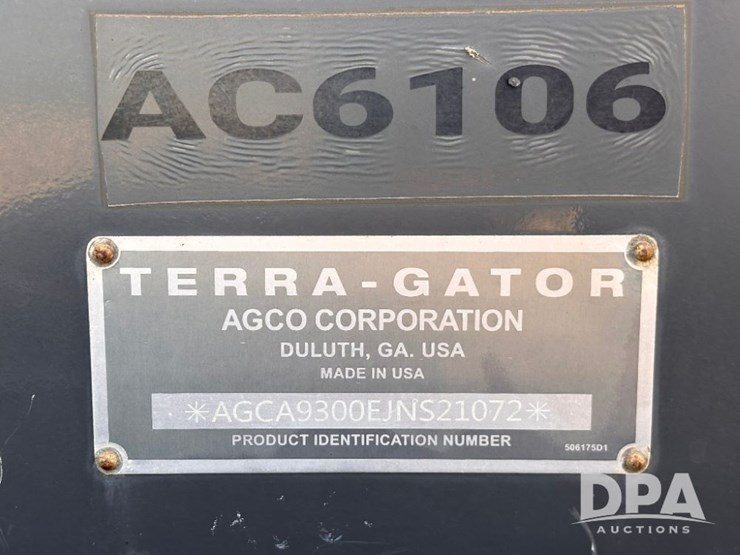 AC6106
TERRA-GATOR
AGCO CORPORATION
DULUTH, GA. USA
MADE IN USA
*AGCA9300EJNS21072*
PRODUCT IDENTIFICATION NUMBER
506175D1
DPA
AUCTIONS